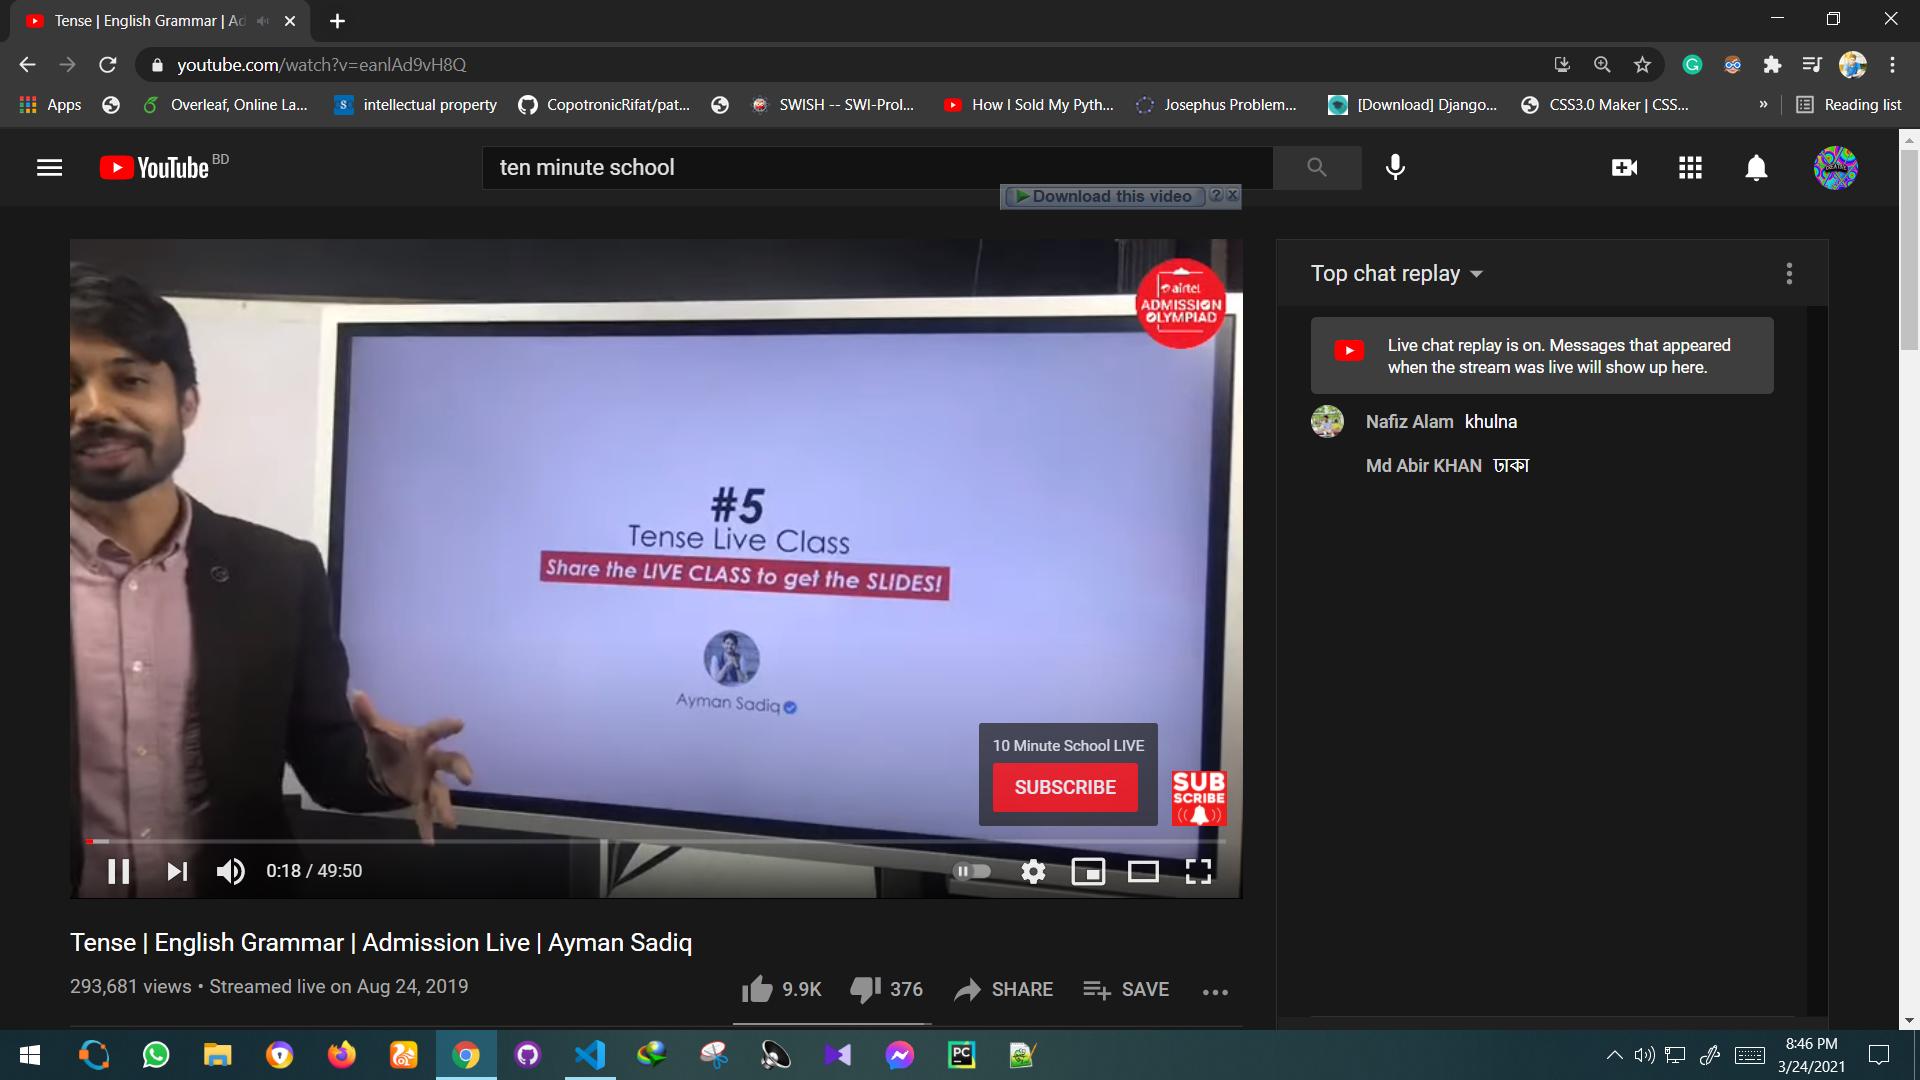 Tense | English Grammar | Ad
youtube.com/watch?v=eanlAd9vH8Q
Apps
Overleaf, Online La...
intellectual property
CopotronicRifat/pat...
SWISH -- SWI-Prol...
How I Sold My Pyth...
Josephus Problem...
[Download] Django...
CSS3.0 Maker | CSS...
»
Reading list
YouTube BD
ten minute school
Download this video
airtel
ADMISSION
OLYMPIAD
#5
Tense Live Class
Share the LIVE CLASS to get the SLIDES!
Ayman Sadiq
10 Minute School LIVE
SUBSCRIBE
SUB
SCRIBE
0:18 / 49:50
Tense | English Grammar | Admission Live | Ayman Sadiq
293,681 views • Streamed live on Aug 24, 2019
9.9K
376
SHARE
SAVE
Top chat replay
Live chat replay is on. Messages that appeared
when the stream was live will show up here.
Nafiz Alam khulna
Md Abir KHAN ঢাকা
PC
8:46 PM
3/24/2021